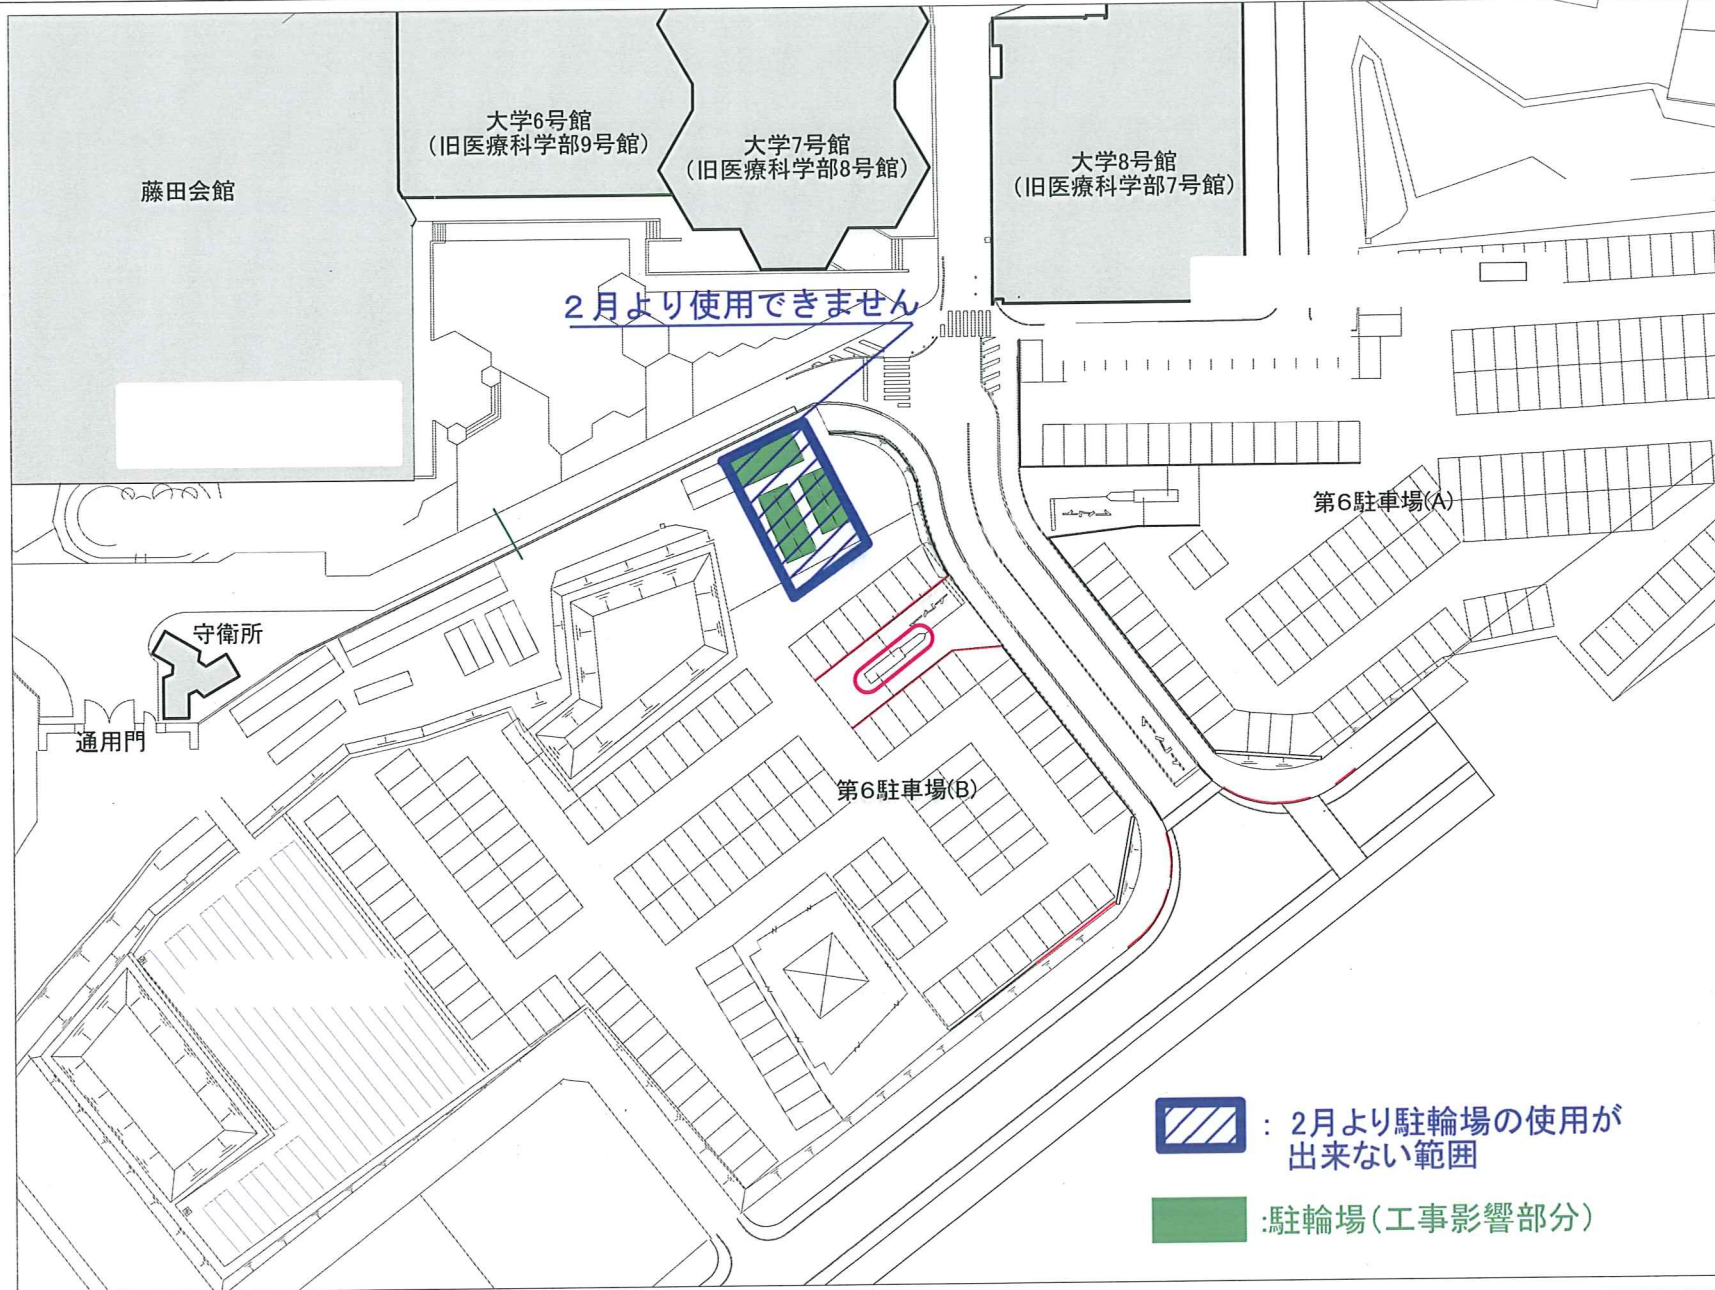 大学6号館
(旧医療科学部9号館)
大学7号館
(旧医療科学部8号館)
大学8号館
(旧医療科学部7号館)
藤田会館
２月より使用できません
第6駐車場(A)
守衛所
通用門
第6駐車場(B)
：2月より駐輪場の使用が
出来ない範囲
:駐輪場(工事影響部分)